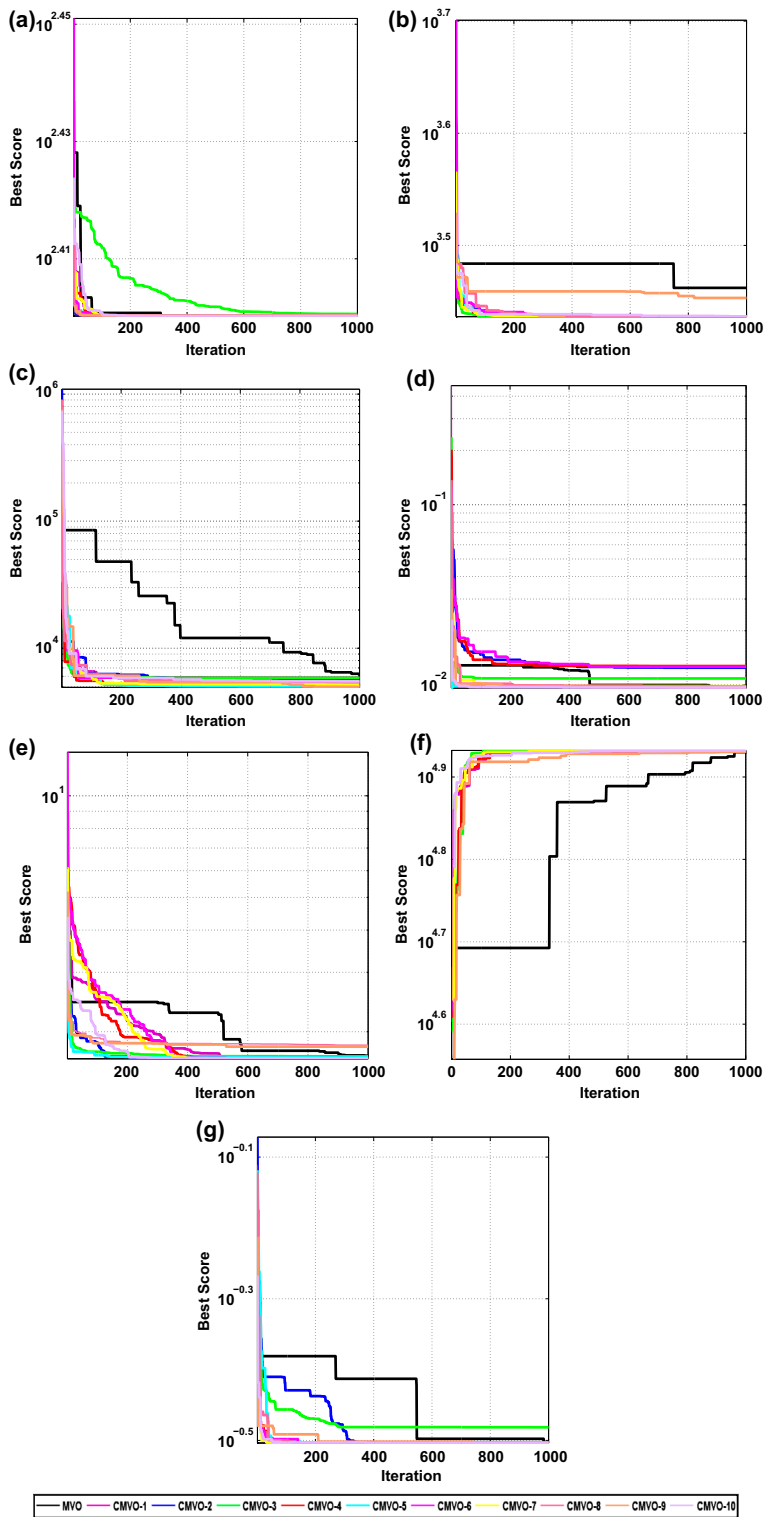 (a)
10^2.45
10^2.43
10^2.41
Best Score
200 400 600 800 1000
Iteration
(b)
10^3.7
10^3.6
10^3.5
Best Score
200 400 600 800 1000
Iteration
(c)
10^6
10^5
10^4
Best Score
200 400 600 800 1000
Iteration
(d)
10^-1
10^-2
Best Score
200 400 600 800 1000
Iteration
(e)
10^1
Best Score
200 400 600 800 1000
Iteration
(f)
10^4.9
10^4.8
10^4.7
10^4.6
Best Score
0 200 400 600 800 1000
Iteration
(g)
10^-0.1
10^-0.3
10^-0.5
Best Score
200 400 600 800 1000
Iteration
MVO CMVO-1 CMVO-2 CMVO-3 CMVO-4 CMVO-5 CMVO-6 CMVO-7 CMVO-8 CMVO-9 CMVO-10